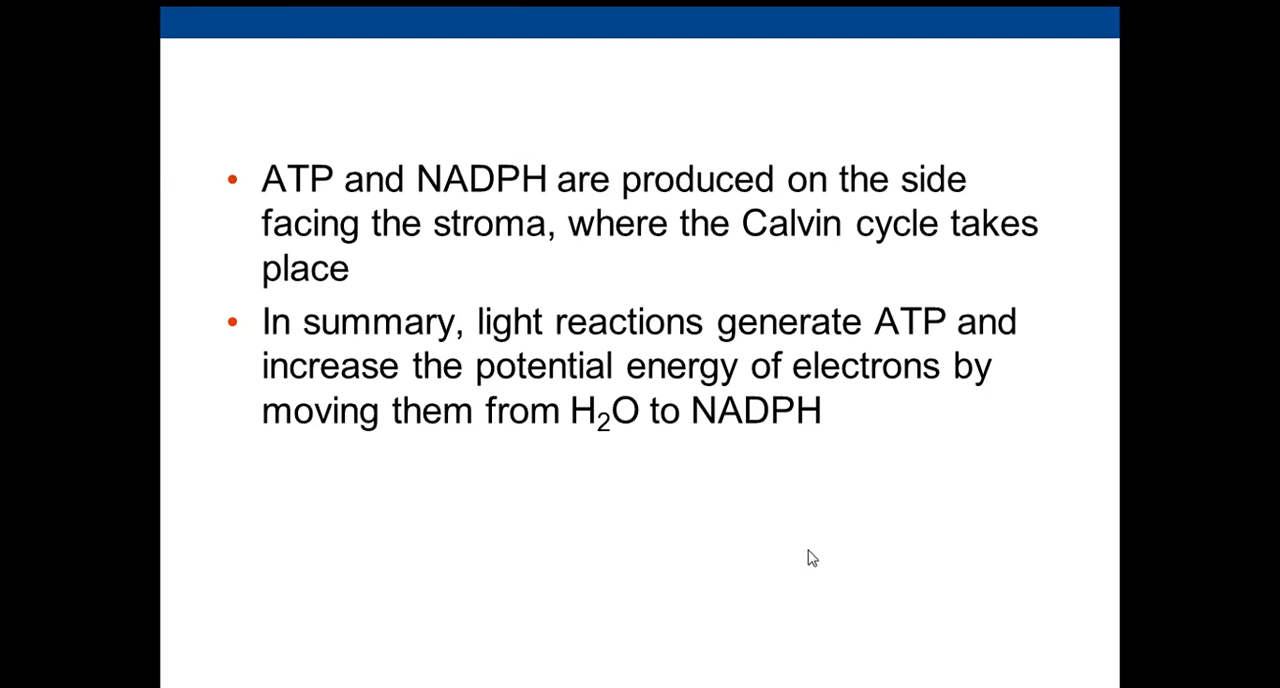 • ATP and NADPH are produced on the side
facing the stroma, where the Calvin cycle takes
place
• In summary, light reactions generate ATP and
increase the potential energy of electrons by
moving them from H₂O to NADPH